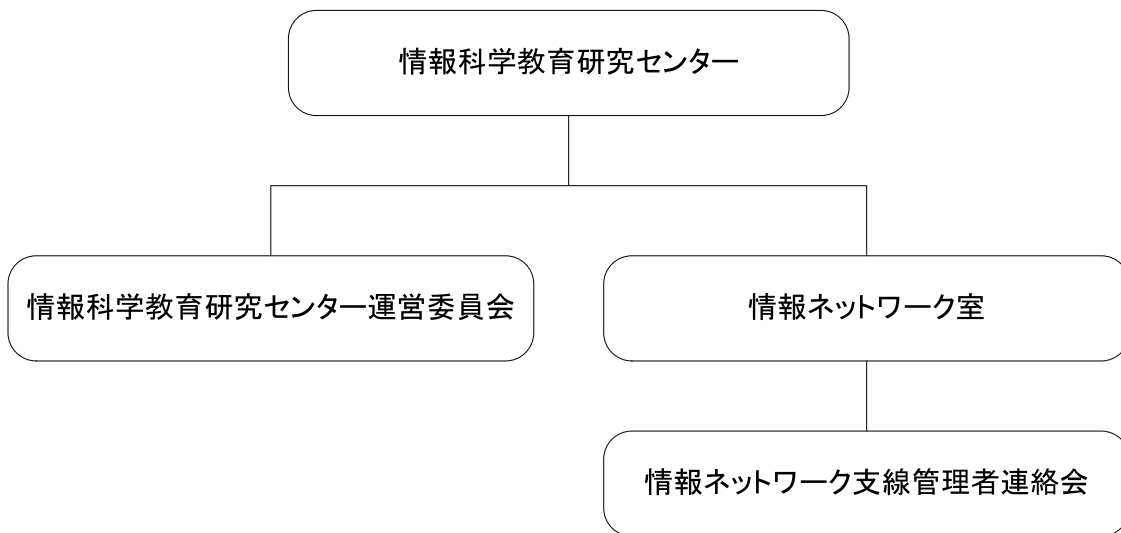 情報科学教育研究センター
情報科学教育研究センター運営委員会
情報ネットワーク室
情報ネットワーク支線管理者連絡会